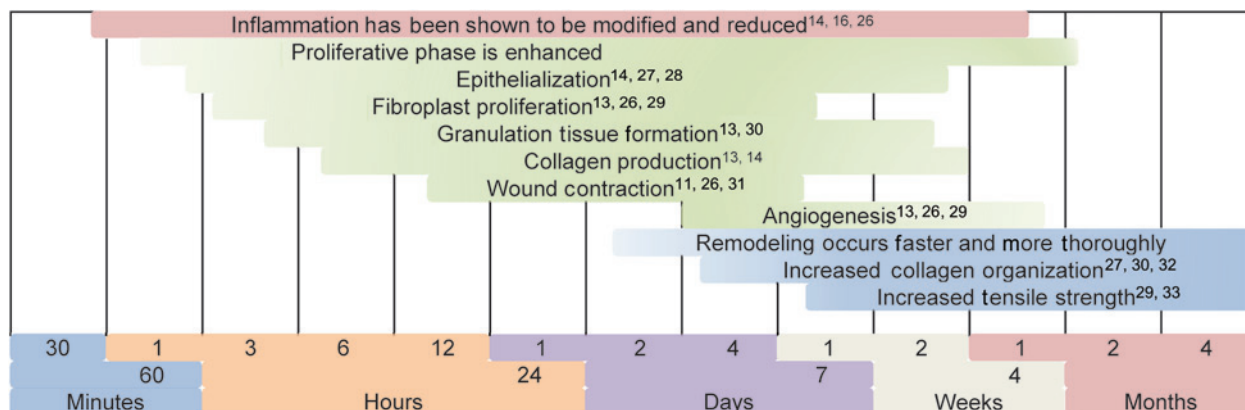 Inflammation has been shown to be modified and reduced14, 16, 26
Proliferative phase is enhanced
Epithelialization14, 27, 28
Fibroplast proliferation13, 26, 29
Granulation tissue formation13, 30
Collagen production13, 14
Wound contraction11, 26, 31
Angiogenesis13, 26, 29
Remodeling occurs faster and more thoroughly
Increased collagen organization27, 30, 32
Increased tensile strength29, 33
30 1 3 6 12 1 2 4 1 2 1 2 4
60 24 7 4
Minutes Hours Days Weeks Months